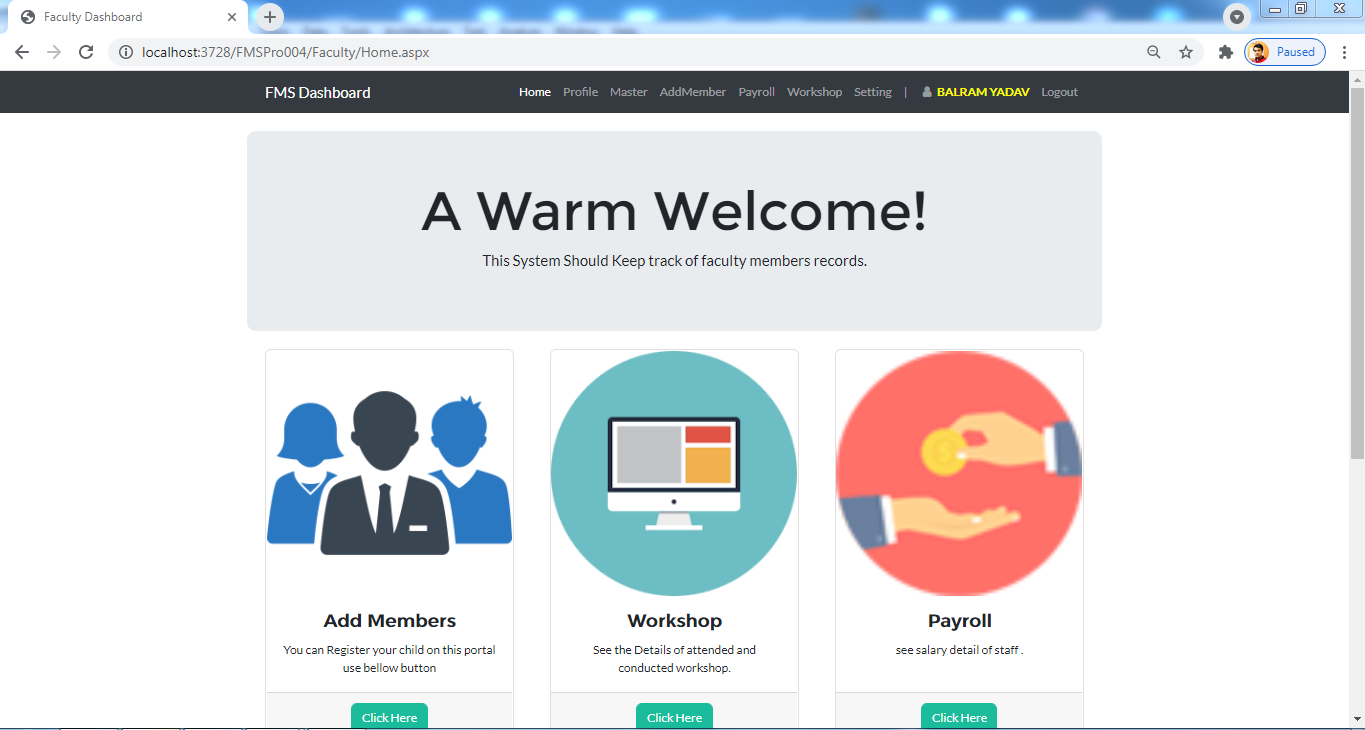 Faculty Dashboard
localhost:3728/FMSPro004/Faculty/Home.aspx
Paused
FMS Dashboard
Home Profile Master AddMember Payroll Workshop Setting | BALRAM YADAV Logout
A Warm Welcome!
This System Should Keep track of faculty members records.
Add Members
You can Register your child on this portal
use bellow button
Click Here
Workshop
See the Details of attended and
conducted workshop.
Click Here
Payroll
see salary detail of staff .
Click Here